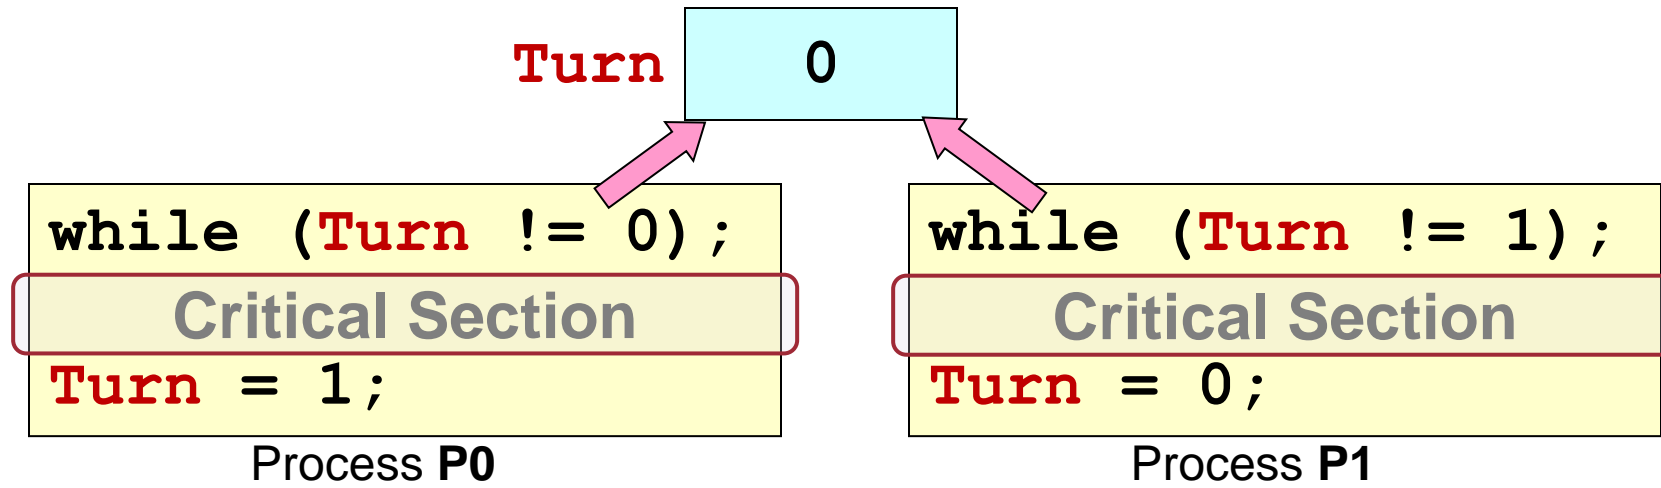 Turn 0
while (Turn != 0);
Critical Section
Turn = 1;
Process P0
while (Turn != 1);
Critical Section
Turn = 0;
Process P1